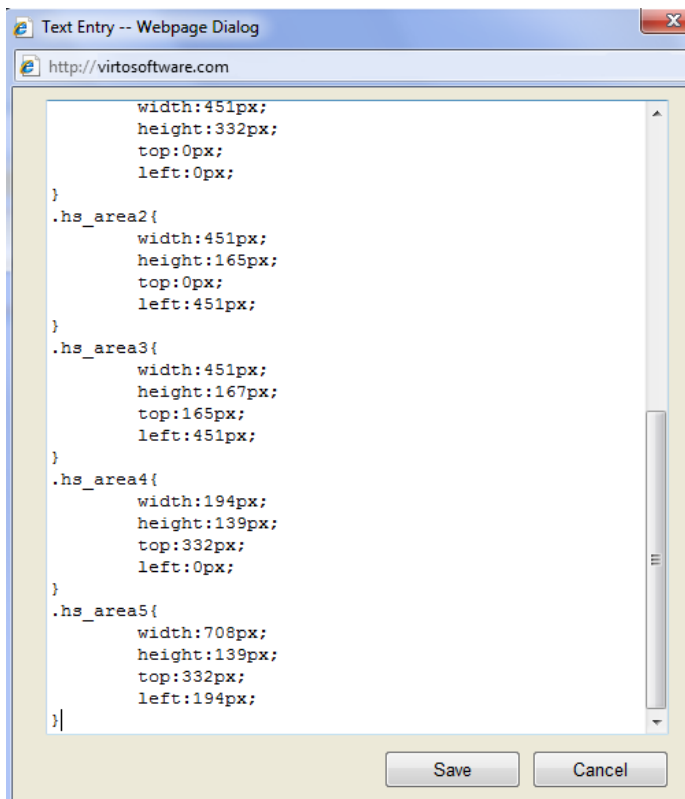 Text Entry -- Webpage Dialog
http://virtosoftware.com
width:451px;
height:332px;
top:0px;
left:0px;
}
.hs_area2{
width:451px;
height:165px;
top:0px;
left:451px;
}
.hs_area3{
width:451px;
height:167px;
top:165px;
left:451px;
}
.hs_area4{
width:194px;
height:139px;
top:332px;
left:0px;
}
.hs_area5{
width:708px;
height:139px;
top:332px;
left:194px;
}
Save Cancel